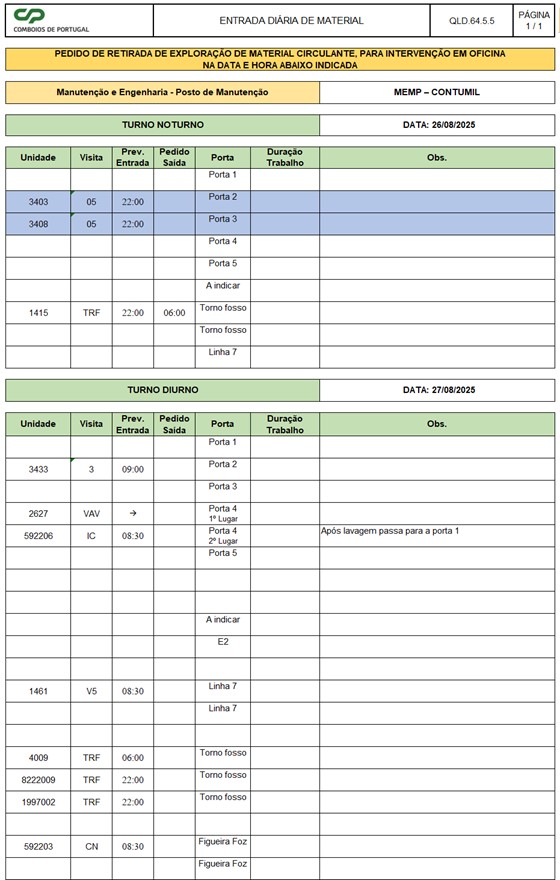 CP
COMBOIOS DE PORTUGAL
ENTRADA DIÁRIA DE MATERIAL
QLD.64.5.5
PÁGINA
1 / 1
PEDIDO DE RETIRADA DE EXPLORAÇÃO DE MATERIAL CIRCULANTE, PARA INTERVENÇÃO EM OFICINA
NA DATA E HORA ABAIXO INDICADA
Manutenção e Engenharia - Posto de Manutenção
MEMP – CONTUMIL
TURNO NOTURNO
DATA: 26/08/2025
Unidade Visita Prev. Entrada Pedido Saída Porta Duração Trabalho Obs.
Porta 1
3403 05 22:00 Porta 2
3408 05 22:00 Porta 3
Porta 4
Porta 5
A indicar
1415 TRF 22:00 06:00 Torno fosso
Torno fosso
Linha 7
TURNO DIURNO
DATA: 27/08/2025
Unidade Visita Prev. Entrada Pedido Saída Porta Duração Trabalho Obs.
Porta 1
3433 3 09:00 Porta 2
Porta 3
2627 VAV → Porta 4 1º Lugar
592206 IC 08:30 Porta 4 2º Lugar Após lavagem passa para a porta 1
Porta 5
A indicar
E2
1461 V5 08:30 Linha 7
Linha 7
4009 TRF 06:00 Torno fosso
8222009 TRF 22:00 Torno fosso
1997002 TRF 22:00 Torno fosso
592203 CN 08:30 Figueira Foz
Figueira Foz